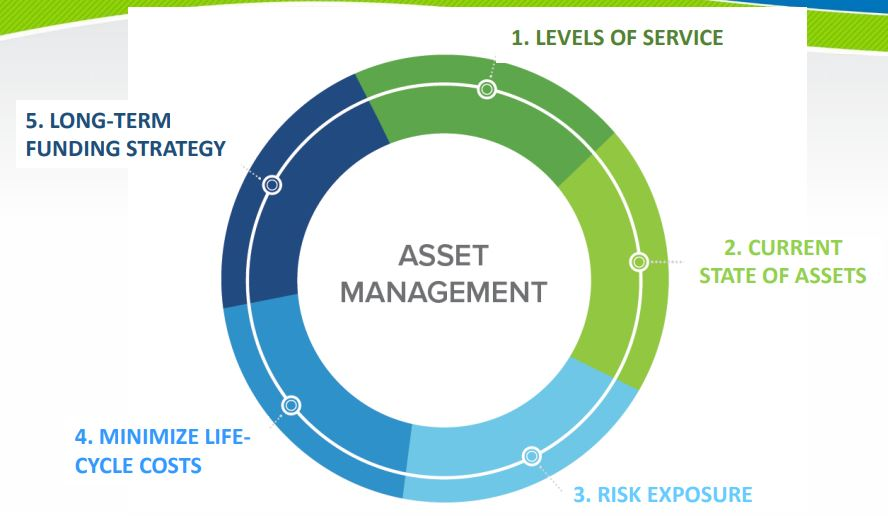 1. LEVELS OF SERVICE
5. LONG-TERM
FUNDING STRATEGY
ASSET
MANAGEMENT
2. CURRENT
STATE OF ASSETS
4. MINIMIZE LIFE-
CYCLE COSTS
3. RISK EXPOSURE